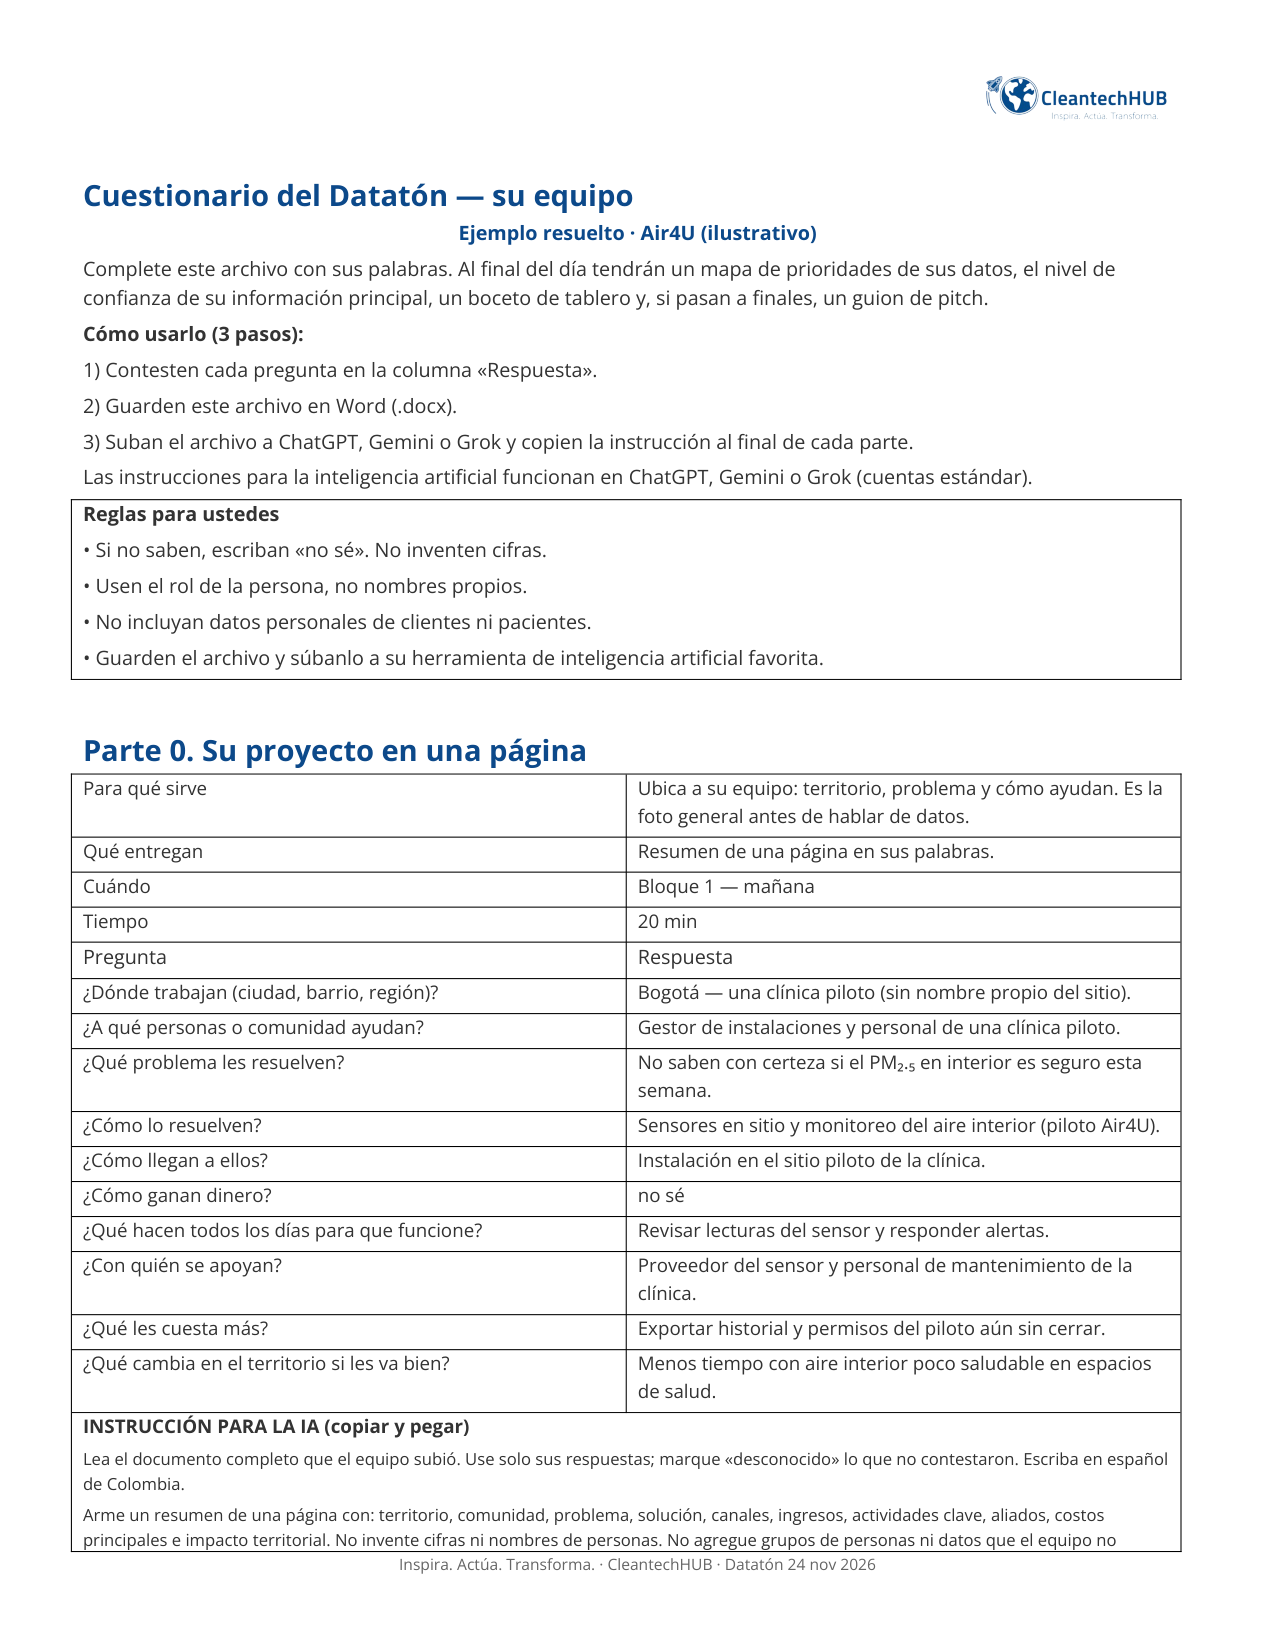 CleantechHUB
Inspira. Actúa. Transforma.
Cuestionario del Datatón — su equipo
Ejemplo resuelto · Air4U (ilustrativo)
Complete este archivo con sus palabras. Al final del día tendrán un mapa de prioridades de sus datos, el nivel de
confianza de su información principal, un boceto de tablero y, si pasan a finales, un guion de pitch.
Cómo usarlo (3 pasos):
1) Contesten cada pregunta en la columna «Respuesta».
2) Guarden este archivo en Word (.docx).
3) Suban el archivo a ChatGPT, Gemini o Grok y copien la instrucción al final de cada parte.
Las instrucciones para la inteligencia artificial funcionan en ChatGPT, Gemini o Grok (cuentas estándar).
Reglas para ustedes
• Si no saben, escriban «no sé». No inventen cifras.
• Usen el rol de la persona, no nombres propios.
• No incluyan datos personales de clientes ni pacientes.
• Guarden el archivo y súbanlo a su herramienta de inteligencia artificial favorita.
Parte 0. Su proyecto en una página
Para qué sirve
Ubica a su equipo: territorio, problema y cómo ayudan. Es la
foto general antes de hablar de datos.
Qué entregan
Resumen de una página en sus palabras.
Cuándo
Bloque 1 — mañana
Tiempo
20 min
Pregunta
Respuesta
¿Dónde trabajan (ciudad, barrio, región)?
Bogotá — una clínica piloto (sin nombre propio del sitio).
¿A qué personas o comunidad ayudan?
Gestor de instalaciones y personal de una clínica piloto.
¿Qué problema les resuelven?
No saben con certeza si el PM₂.₅ en interior es seguro esta
semana.
¿Cómo lo resuelven?
Sensores en sitio y monitoreo del aire interior (piloto Air4U).
¿Cómo llegan a ellos?
Instalación en el sitio piloto de la clínica.
¿Cómo ganan dinero?
no sé
¿Qué hacen todos los días para que funcione?
Revisar lecturas del sensor y responder alertas.
¿Con quién se apoyan?
Proveedor del sensor y personal de mantenimiento de la
clínica.
¿Qué les cuesta más?
Exportar historial y permisos del piloto aún sin cerrar.
¿Qué cambia en el territorio si les va bien?
Menos tiempo con aire interior poco saludable en espacios
de salud.
INSTRUCCIÓN PARA LA IA (copiar y pegar)
Lea el documento completo que el equipo subió. Use solo sus respuestas; marque «desconocido» lo que no contestaron. Escriba en español
de Colombia.
Arme un resumen de una página con: territorio, comunidad, problema, solución, canales, ingresos, actividades clave, aliados, costos
principales e impacto territorial. No invente cifras ni nombres de personas. No agregue grupos de personas ni datos que el equipo no
Inspira. Actúa. Transforma. · CleantechHUB · Datatón 24 nov 2026